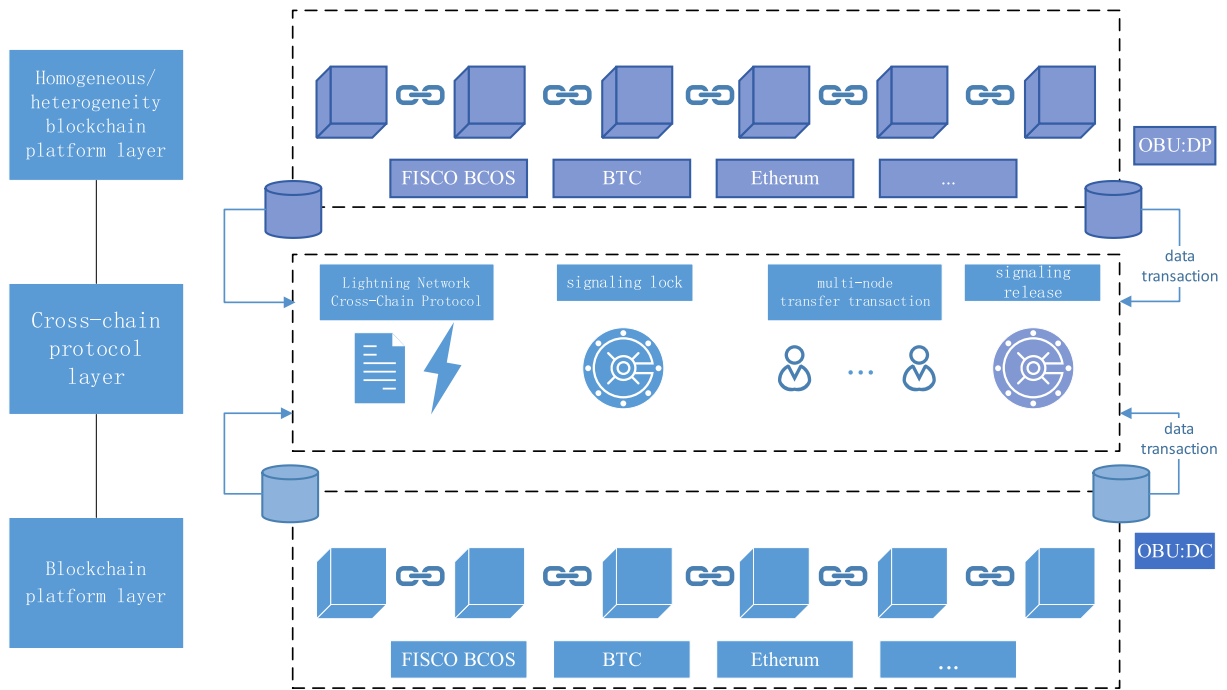 Homogeneous/
heterogeneity
blockchain
platform layer
FISCO BCOS
BTC
Etherum
...
OBU:DP
data
transaction
Cross-chain
protocol
layer
Lightning Network
Cross-Chain Protocol
signaling lock
multi-node
transfer transaction
signaling
release
...
data
transaction
Blockchain
platform layer
FISCO BCOS
BTC
Etherum
...
OBU:DC